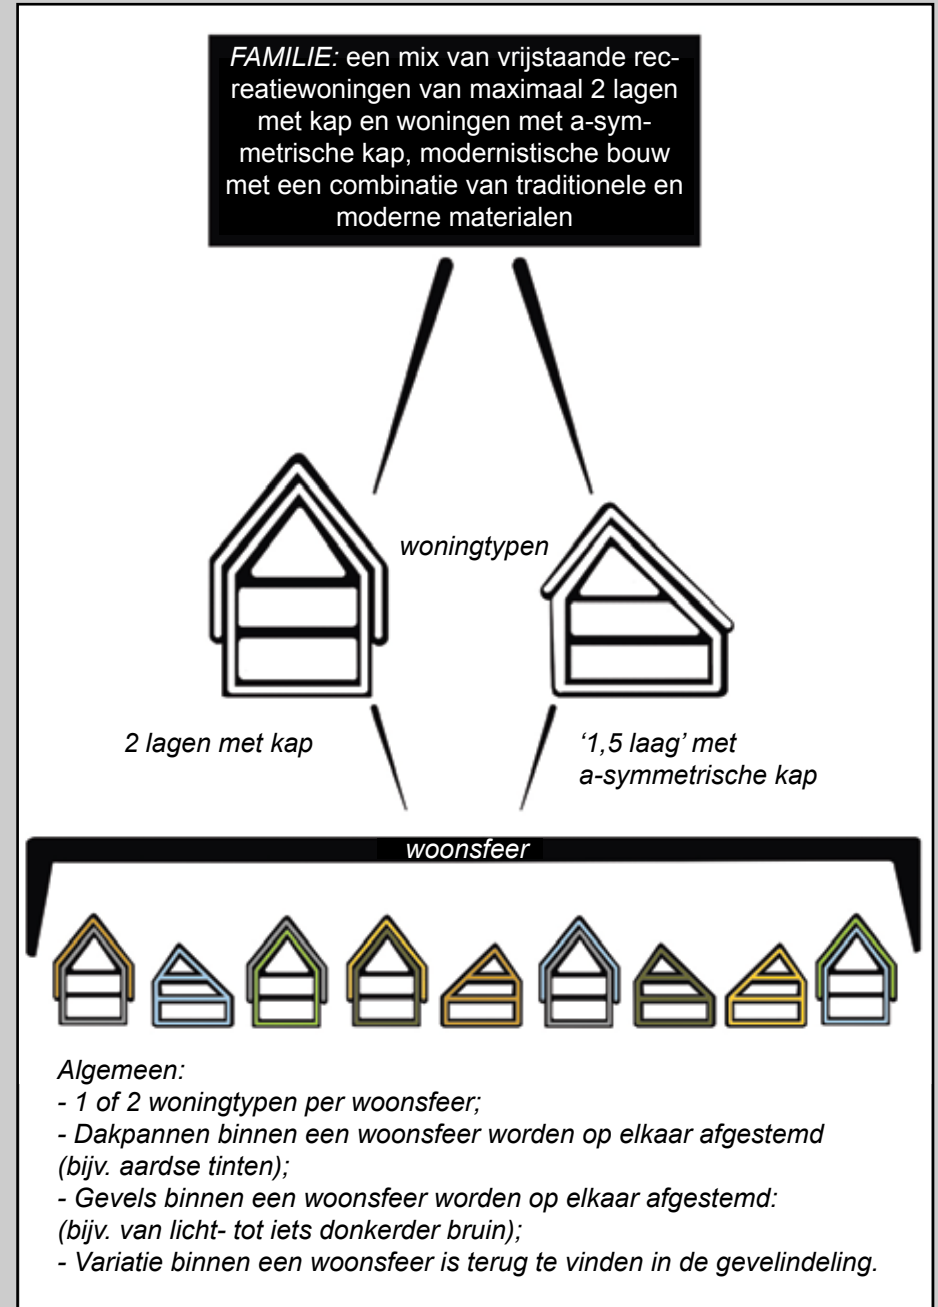 FAMILIE: een mix van vrijstaande rec-
reatiewoningen van maximaal 2 lagen
met kap en woningen met a-sym-
metrische kap, modernistische bouw
met een combinatie van traditionele en
moderne materialen
woningtypen
2 lagen met kap
‘1,5 laag’ met
a-symmetrische kap
woonsfeer
Algemeen:
- 1 of 2 woningtypen per woonsfeer;
- Dakpannen binnen een woonsfeer worden op elkaar afgestemd
(bijv. aardse tinten);
- Gevels binnen een woonsfeer worden op elkaar afgestemd:
(bijv. van licht- tot iets donkerder bruin);
- Variatie binnen een woonsfeer is terug te vinden in de gevelindeling.